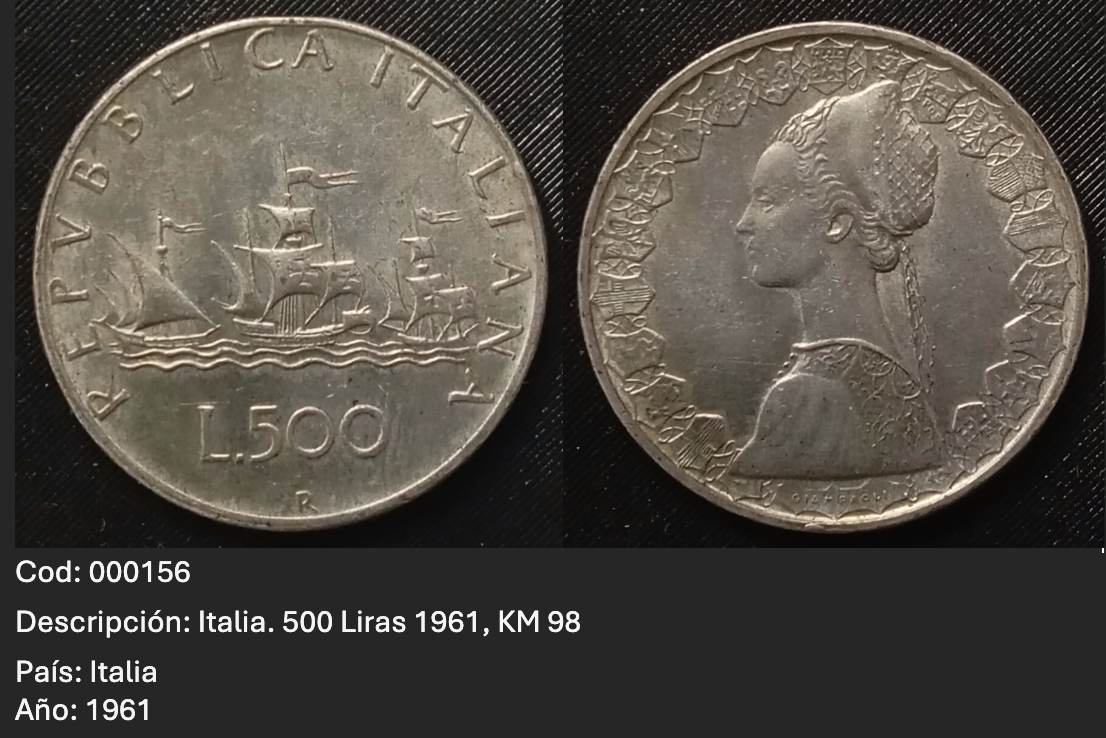 REPVBBLICA ITALIANA
L.500
R
GIAMPAOLI
Cod: 000156
Descripción: Italia. 500 Liras 1961, KM 98
País: Italia
Año: 1961